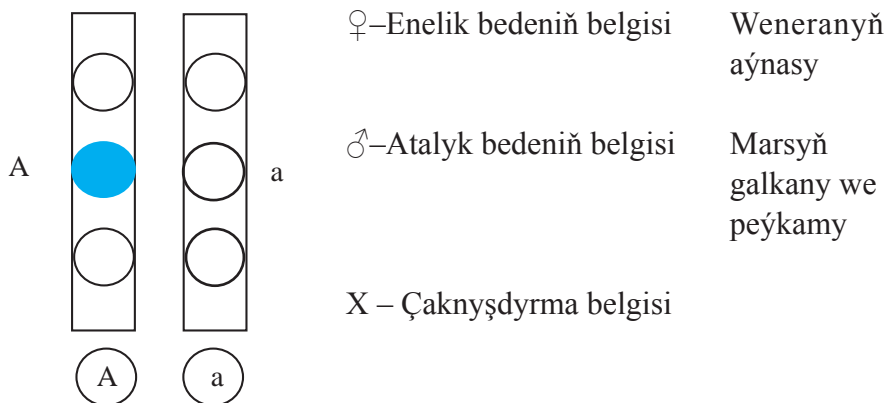 ♀–Enelik bedeniň belgisi
Weneranyň
aýnasy
A
a
♂–Atalyk bedeniň belgisi
Marsyň
galkany we
peýkamy
X – Çaknyşdyrma belgisi
A
a